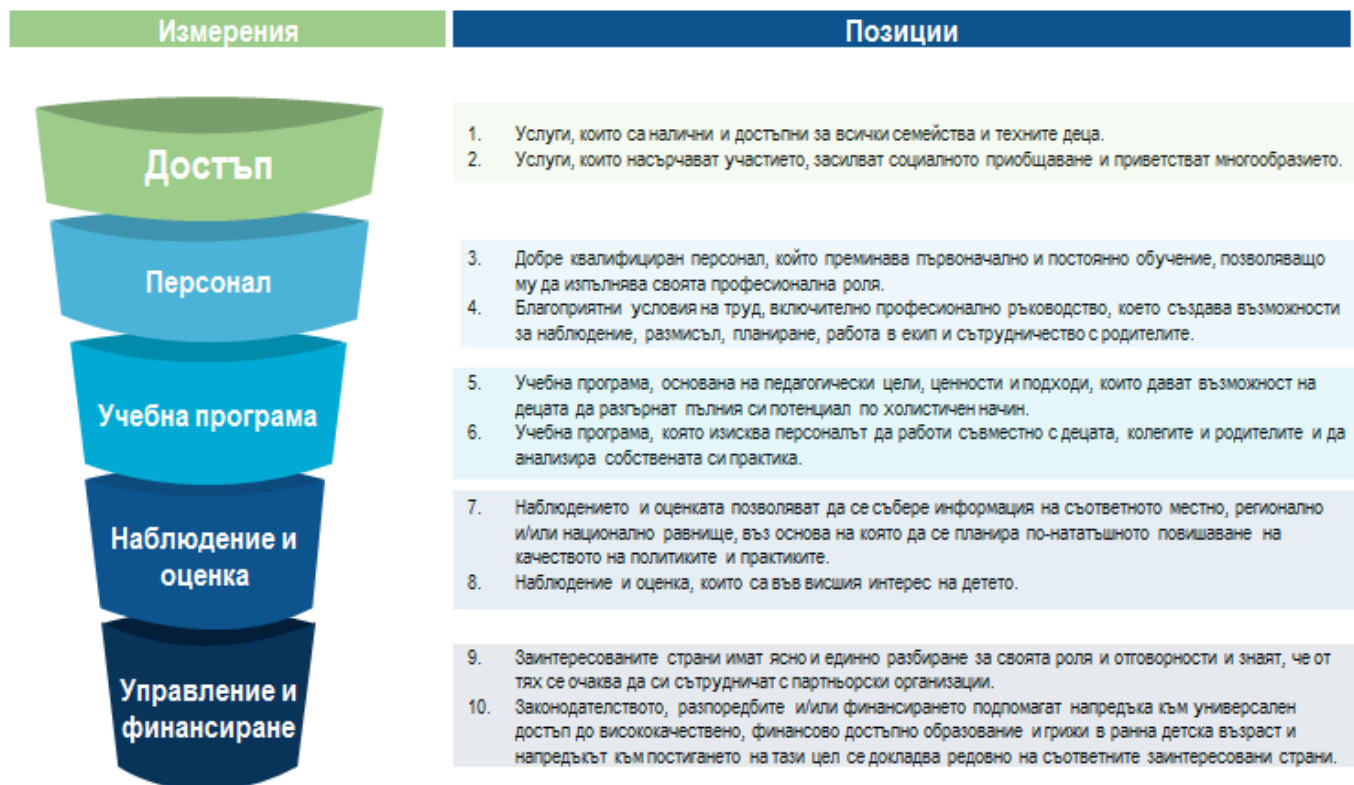 Измерения
Позиции
Достъп
1. Услуги, които са налични и достъпни за всички семейства и техните деца.
2. Услуги, които насърчават участието, засилват социалното приобщаване и приветстват многообразието.
Персонал
3. Добре квалифициран персонал, който преминава първоначално и постоянно обучение, позволяващо
му да изпълнява своята професионална роля.
4. Благоприятни условия на труд, включително професионално ръководство, което създава възможности
за наблюдение, размисъл, планиране, работа в екип и сътрудничество с родителите.
Учебна програма
5. Учебна програма, основана на педагогически цели, ценности и подходи, които дават възможност на
децата да разгърнат пълния си потенциал по холистичен начин.
6. Учебна програма, която изисква персоналът да работи съвместно с децата, колегите и родителите и да
анализира собствената си практика.
Наблюдение и
оценка
7. Наблюдението и оценката позволяват да се събере информация на съответното местно, регионално
и/или национално равнище, въз основа на която да се планира по-нататъшното повишаване на
качеството на политиките и практиките.
8. Наблюдение и оценка, които са във висшия интерес на детето.
Управление и
финансиране
9. Заинтересованите страни имат ясно и единно разбиране за своята роля и отговорности и знаят, че от
тях се очаква да си сътрудничат с партньорски организации.
10. Законодателството, разпоредбите и/или финансирането подпомагат напредъка към универсален
достъп до висококачествено, финансово достъпно образование и грижи в ранна детска възраст и
напредъкът към постигането на тази цел се докладва редовно на съответните заинтересовани страни.